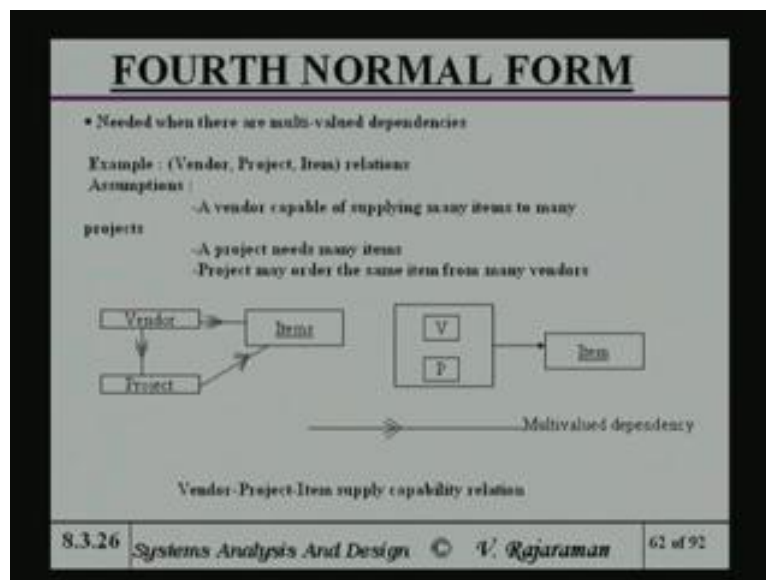 FOURTH NORMAL FORM
• Needed when there are multi-valued dependencies
Example : (Vendor, Project, Item) relations
Assumptions :
-A vendor capable of supplying many items to many
projects
-A project needs many items
-Project may order the same item from many vendors
Vendor
Items
V
Item
Project
P
Multivalued dependency
Vendor-Project-Item supply capability relation
8.3.26
Systems Analysis And Design © V. Rajaraman
62 of 92